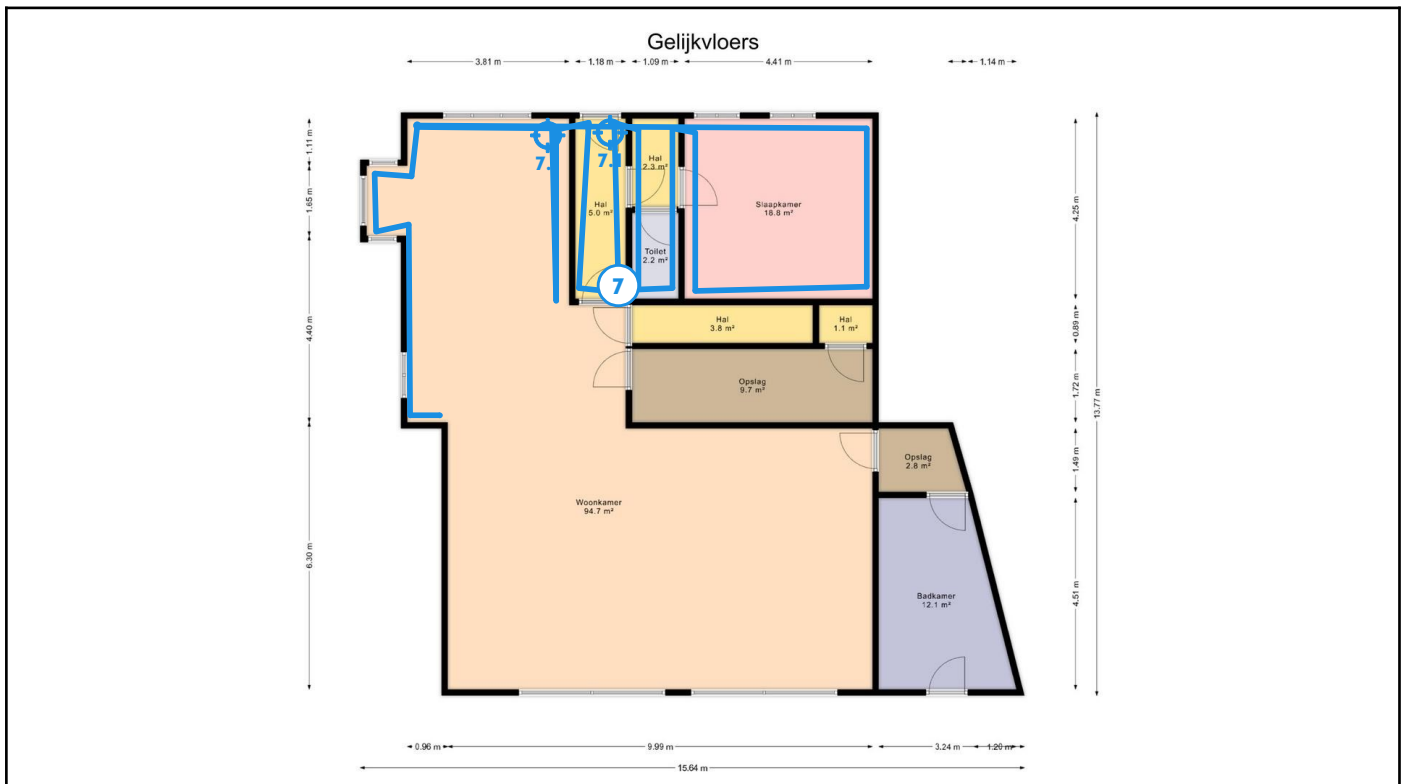 Gelijkvloers
3.81 m
1.18 m
1.09 m
4.41 m
1.14 m
1.11 m
1.65 m
4.40 m
6.30 m
7.
7.1
Hal
2.3 m²
Hal
5.0 m²
Slaapkamer
18.8 m²
Toilet
2.2 m²
7
Hal
3.8 m²
Hal
1.1 m²
Opslag
9.7 m²
Opslag
2.8 m²
Woonkamer
94.7 m²
Badkamer
12.1 m²
4.25 m
0.89 m
1.72 m
1.49 m
4.51 m
13.77 m
0.96 m
9.99 m
3.24 m
1.20 m
15.64 m